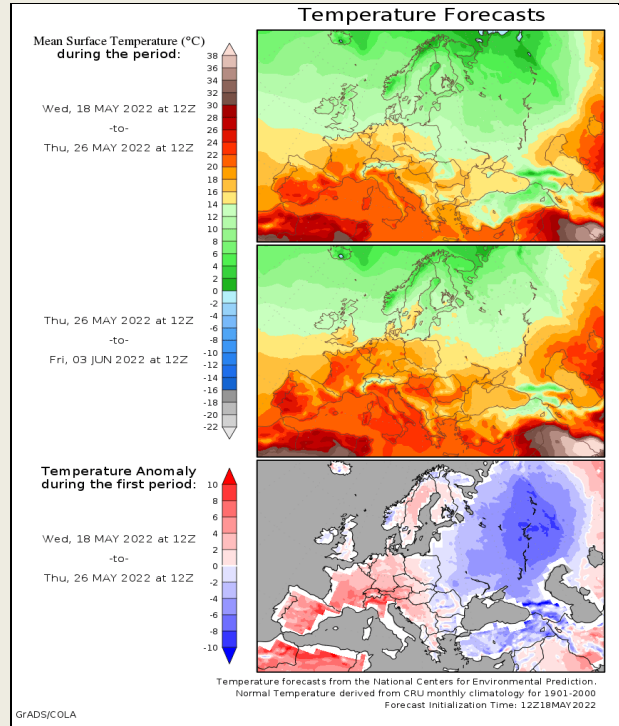 Temperature Forecasts
Mean Surface Temperature (°C)
during the period:
Wed, 18 MAY 2022 at 12Z
-to-
Thu, 26 MAY 2022 at 12Z
38
36
34
32
30
28
26
24
22
20
18
16
14
12
10
8
6
4
2
0
-2
-4
-6
-8
-10
-12
-14
-16
-18
-20
-22
Thu, 26 MAY 2022 at 12Z
-to-
Fri, 03 JUN 2022 at 12Z
Temperature Anomaly
during the first period:
Wed, 18 MAY 2022 at 12Z
-to-
Thu, 26 MAY 2022 at 12Z
10
8
6
4
2
0
-2
-4
-6
-8
-10
Temperature forecasts from the National Centers for Environmental Prediction.
Normal Temperature derived from CRU monthly climatology for 1901-2000
Forecast Initialization Time: 12Z18MAY2022
GrADS/COLA